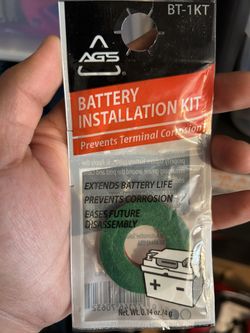 BT-1KT
AGS
BATTERY
INSTALLATION KIT
Prevents Terminal Corrosion!
EXTENDS BATTERY LIFE
PREVENTS CORROSION
EASES FUTURE
DISASSEMBLY
+ -
Net. Wt. 0.14 oz/4 g